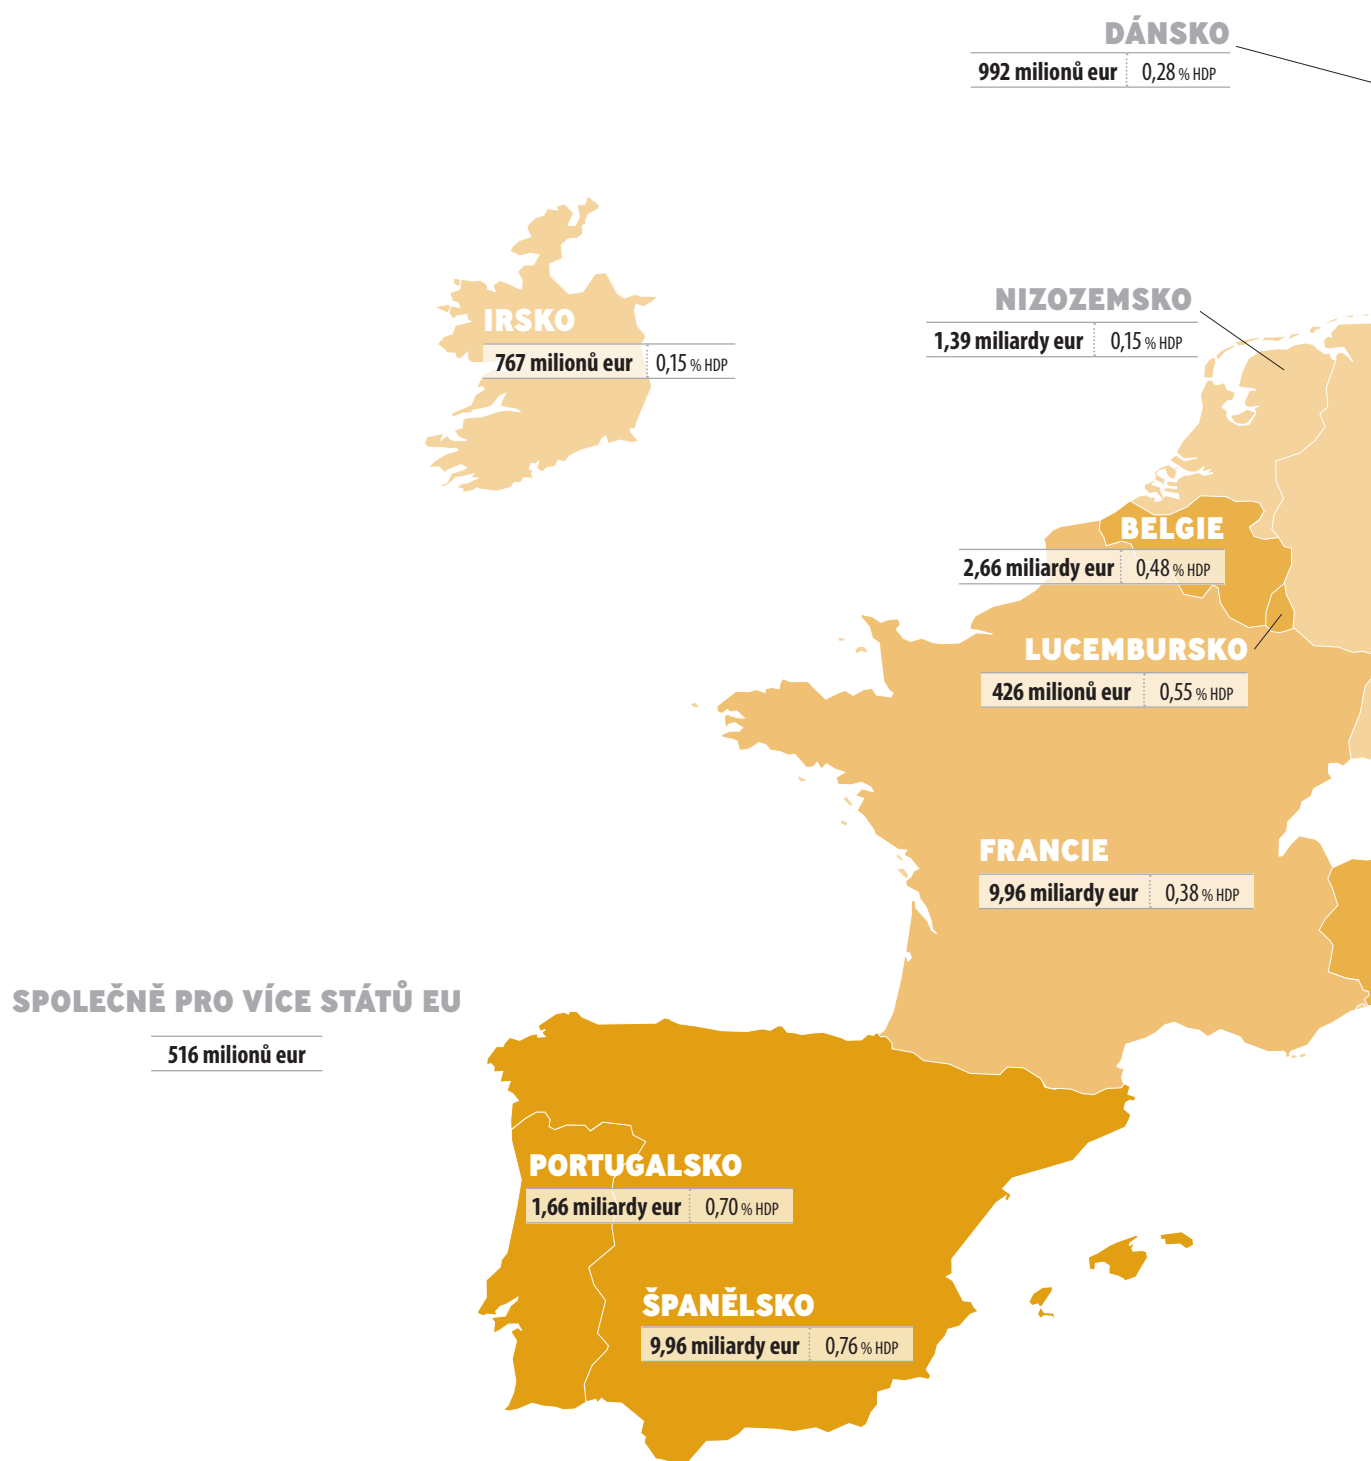 DÁNSKO
992 milionů eur 0,28 % HDP
NIZOZEMSKO
1,39 miliardy eur 0,15 % HDP
IRSKO
767 milionů eur 0,15 % HDP
BELGIE
2,66 miliardy eur 0,48 % HDP
LUCEMBURSKO
426 milionů eur 0,55 % HDP
FRANCIE
9,96 miliardy eur 0,38 % HDP
SPOLEČNĚ PRO VÍCE STÁTŮ EU
516 milionů eur
PORTUGALSKO
1,66 miliardy eur 0,70 % HDP
ŠPANĚLSKO
9,96 miliardy eur 0,76 % HDP